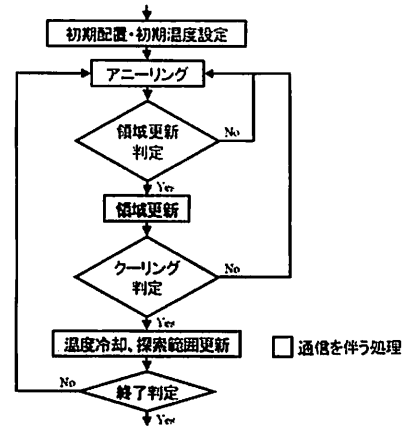 初期配置・初期温度設定
アニーリング
領域更新
判定
No
Yes
領域更新
クーリング
判定
No
Yes
温度冷却、探索範囲更新
通信を伴う処理
No
終了判定
Yes